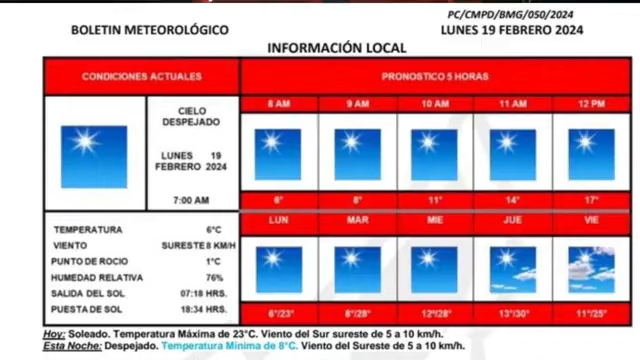 PC/CMPD/BMG/050/2024
BOLETIN METEOROLÓGICO
LUNES 19 FEBRERO 2024
INFORMACIÓN LOCAL
CONDICIONES ACTUALES
PRONOSTICO 5 HORAS
CIELO
DESPEJADO
LUNES 19
FEBRERO 2024
7:00 AM
8 AM 9 AM 10 AM 11 AM 12 PM
6° 8° 11° 14° 17°
TEMPERATURA 6°C
VIENTO SURESTE 8 KM/H
PUNTO DE ROCIO 1°C
HUMEDAD RELATIVA 76%
SALIDA DEL SOL 07:18 HRS.
PUESTA DE SOL 18:34 HRS.
LUN MAR MIE JUE VIE
6°/23° 8°/28° 12°/28° 13°/30° 11°/25°
Hoy: Soleado. Temperatura Máxima de 23°C. Viento del Sur sureste de 5 a 10 km/h.
Esta Noche: Despejado. Temperatura Minima de 8°C. Viento del Sureste de 5 a 10 km/h.